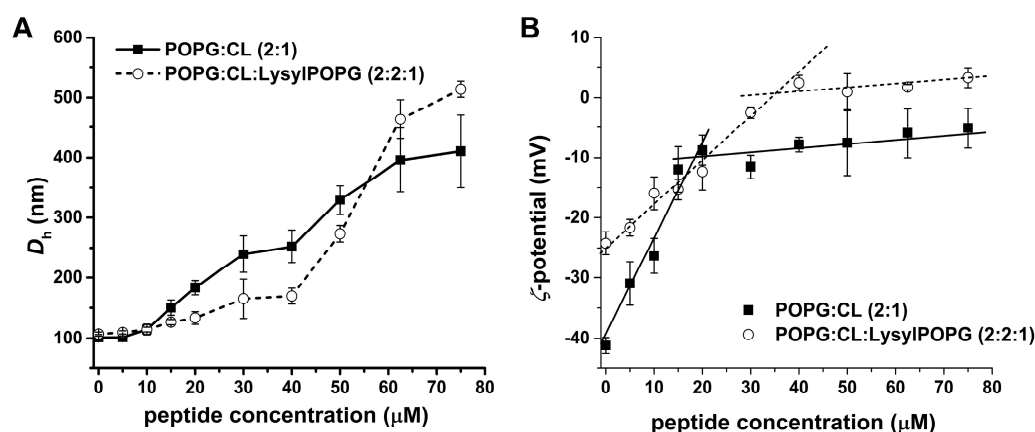 A
600
500
400
300
200
100
0 10 20 30 40 50 60 70 80
D_h (nm)
peptide concentration (μM)
POPG:CL (2:1)
POPG:CL:LysylPOPG (2:2:1)
B
10
0
-10
-20
-30
-40
0 10 20 30 40 50 60 70 80
ζ-potential (mV)
peptide concentration (μM)
POPG:CL (2:1)
POPG:CL:LysylPOPG (2:2:1)